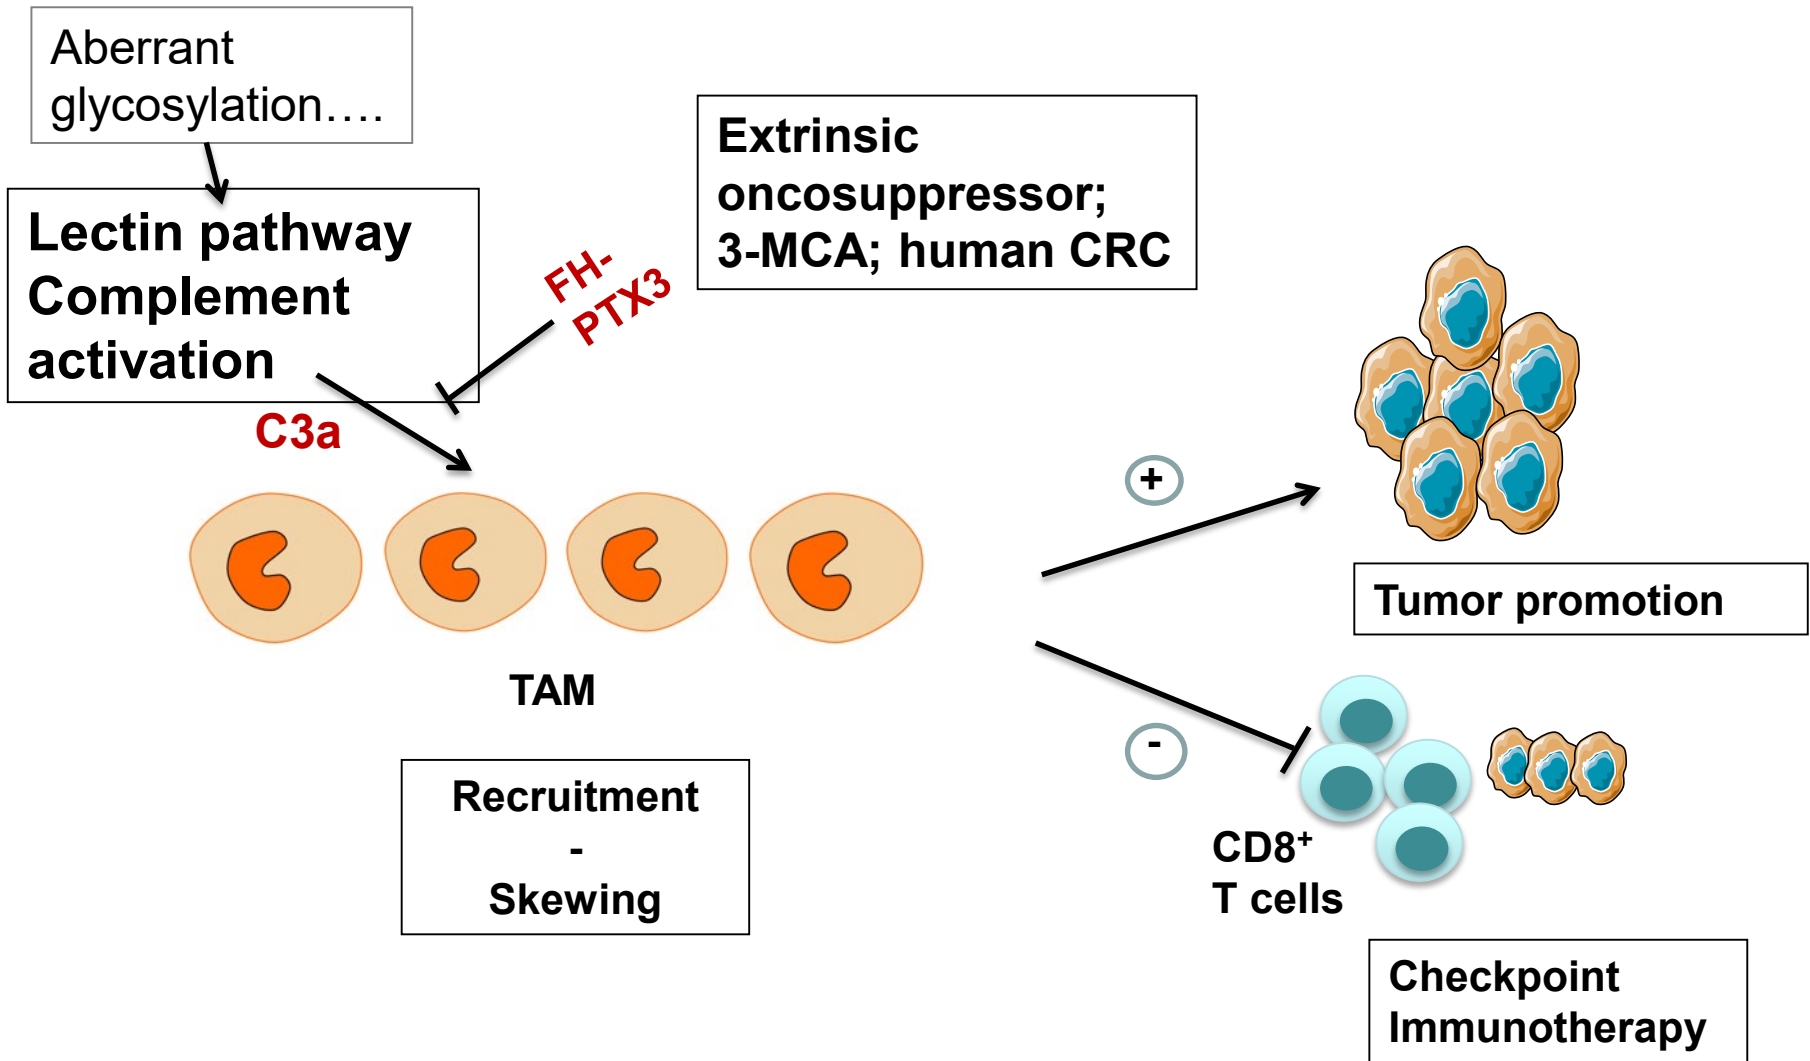 Aberrant
glycosylation….
Lectin pathway
Complement
activation
C3a
FH-
PTX3
Extrinsic
oncosuppressor;
3-MCA; human CRC
TAM
Recruitment
-
Skewing
+
Tumor promotion
-
CD8⁺
T cells
Checkpoint
Immunotherapy